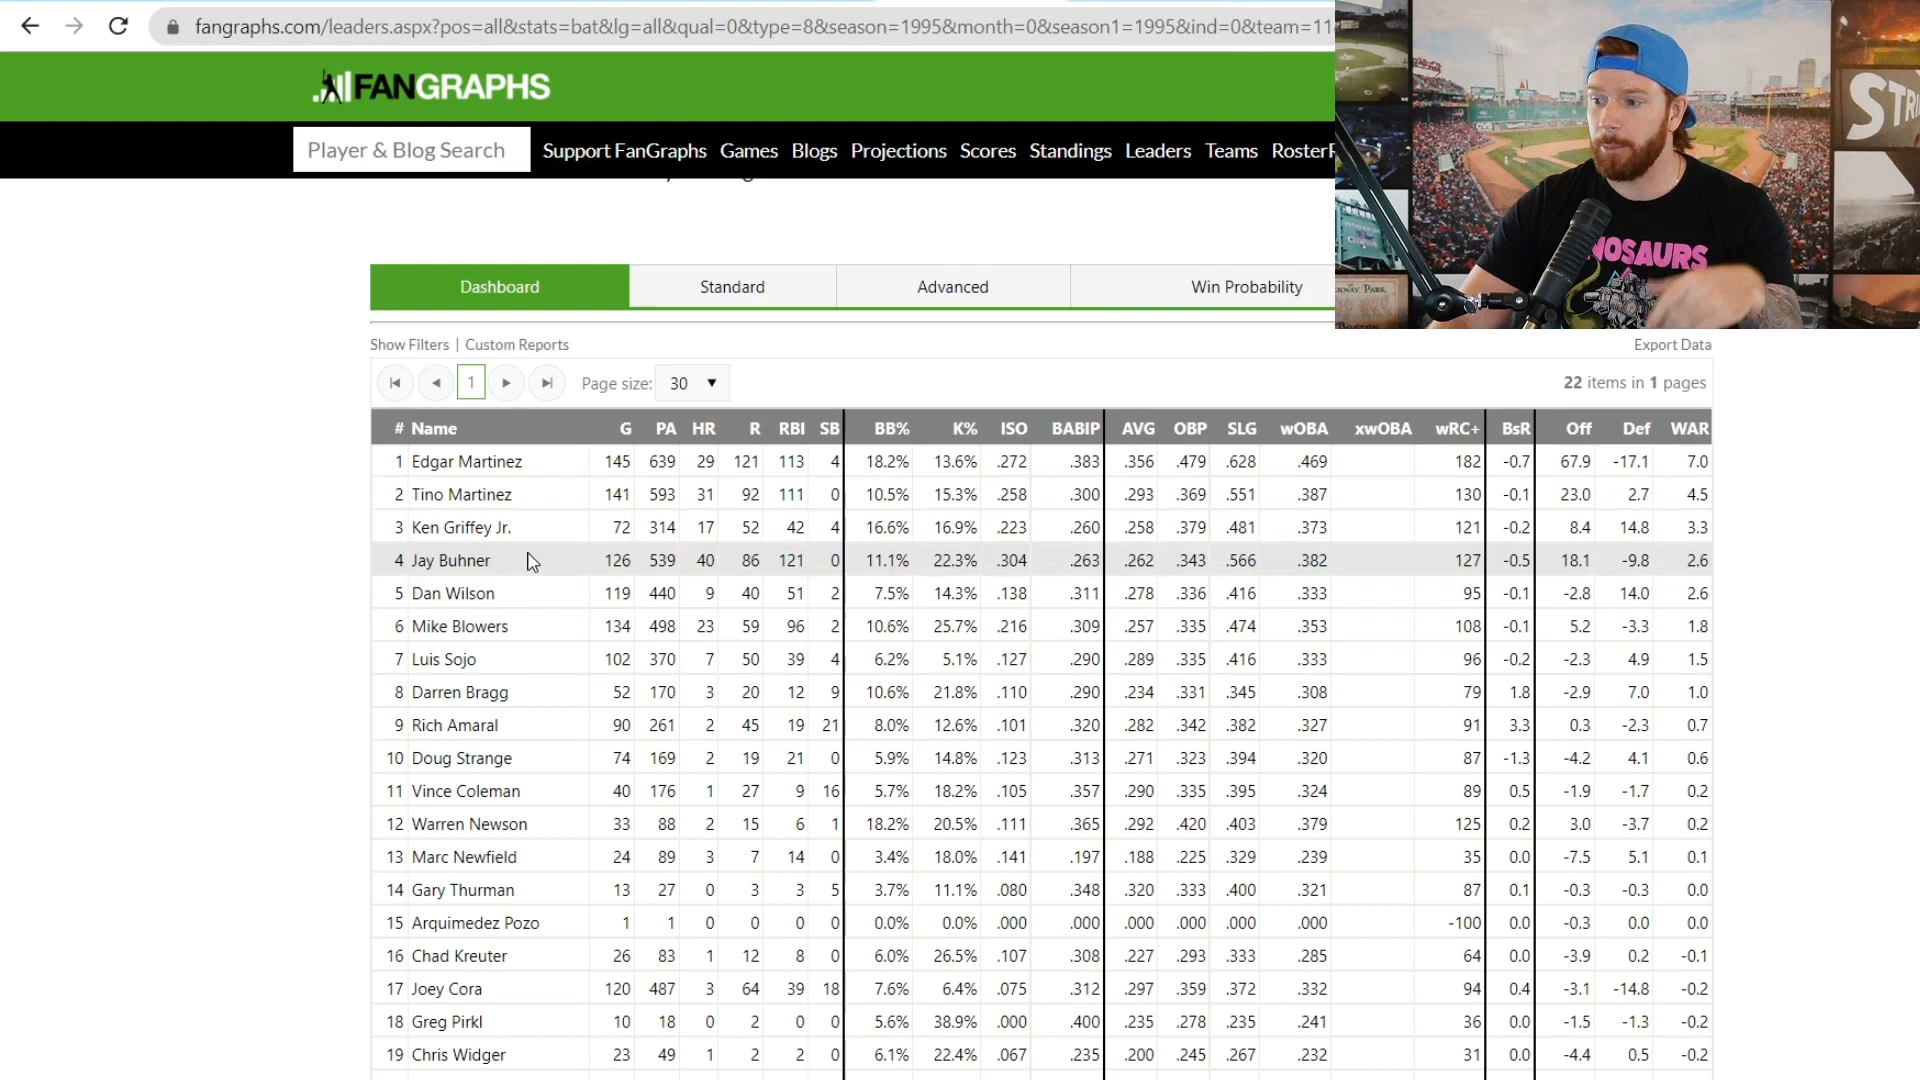 fangraphs.com/leaders.aspx?pos=all&stats=bat&lg=all&qual=0&type=8&season=1995&month=0&season1=1995&ind=0&team=11
FANGRAPHS
Player & Blog Search Support FanGraphs Games Blogs Projections Scores Standings Leaders Teams RosterR
STRI
NOSAURS
Dashboard Standard Advanced Win Probability
Show Filters | Custom Reports Export Data
1 Page size: 30 22 items in 1 pages
# Name G PA HR R RBI SB BB% K% ISO BABIP AVG OBP SLG wOBA xwOBA wRC+ BsR Off Def WAR
1 Edgar Martinez 145 639 29 121 113 4 18.2% 13.6% .272 .383 .356 .479 .628 .469 182 -0.7 67.9 -17.1 7.0
2 Tino Martinez 141 593 31 92 111 0 10.5% 15.3% .258 .300 .293 .369 .551 .387 130 -0.1 23.0 2.7 4.5
3 Ken Griffey Jr. 72 314 17 52 42 4 16.6% 16.9% .223 .260 .258 .379 .481 .373 121 -0.2 8.4 14.8 3.3
4 Jay Buhner 126 539 40 86 121 0 11.1% 22.3% .304 .263 .262 .343 .566 .382 127 -0.5 18.1 -9.8 2.6
5 Dan Wilson 119 440 9 40 51 2 7.5% 14.3% .138 .311 .278 .336 .416 .333 95 -0.1 -2.8 14.0 2.6
6 Mike Blowers 134 498 23 59 96 2 10.6% 25.7% .216 .309 .257 .335 .474 .353 108 -0.1 5.2 -3.3 1.8
7 Luis Sojo 102 370 7 50 39 4 6.2% 5.1% .127 .290 .289 .335 .416 .333 96 -0.2 -2.3 4.9 1.5
8 Darren Bragg 52 170 3 20 12 9 10.6% 21.8% .110 .290 .234 .331 .345 .308 79 1.8 -2.9 7.0 1.0
9 Rich Amaral 90 261 2 45 19 21 8.0% 12.6% .101 .320 .282 .342 .382 .327 91 3.3 0.3 -2.3 0.7
10 Doug Strange 74 169 2 19 21 0 5.9% 14.8% .123 .313 .271 .323 .394 .320 87 -1.3 -4.2 4.1 0.6
11 Vince Coleman 40 176 1 27 9 16 5.7% 18.2% .105 .357 .290 .335 .395 .324 89 0.5 -1.9 -1.7 0.2
12 Warren Newson 33 88 2 15 6 1 18.2% 20.5% .111 .365 .292 .420 .403 .379 125 0.2 3.0 -3.7 0.2
13 Marc Newfield 24 89 3 7 14 0 3.4% 18.0% .141 .197 .188 .225 .329 .239 35 0.0 -7.5 5.1 0.1
14 Gary Thurman 13 27 0 3 3 5 3.7% 11.1% .080 .348 .320 .333 .400 .321 87 0.1 -0.3 -0.3 0.0
15 Arquimedez Pozo 1 1 0 0 0 0 0.0% 0.0% .000 .000 .000 .000 .000 .000 -100 0.0 -0.3 0.0 0.0
16 Chad Kreuter 26 83 1 12 8 0 6.0% 26.5% .107 .308 .227 .293 .333 .285 64 0.0 -3.9 0.2 -0.1
17 Joey Cora 120 487 3 64 39 18 7.6% 6.4% .075 .312 .297 .359 .372 .332 94 0.4 -3.1 -14.8 -0.2
18 Greg Pirkl 10 18 0 2 0 0 5.6% 38.9% .000 .400 .235 .278 .235 .241 36 0.0 -1.5 -1.3 -0.2
19 Chris Widger 23 49 1 2 2 0 6.1% 22.4% .067 .235 .200 .245 .267 .232 31 0.0 -4.4 0.5 -0.2